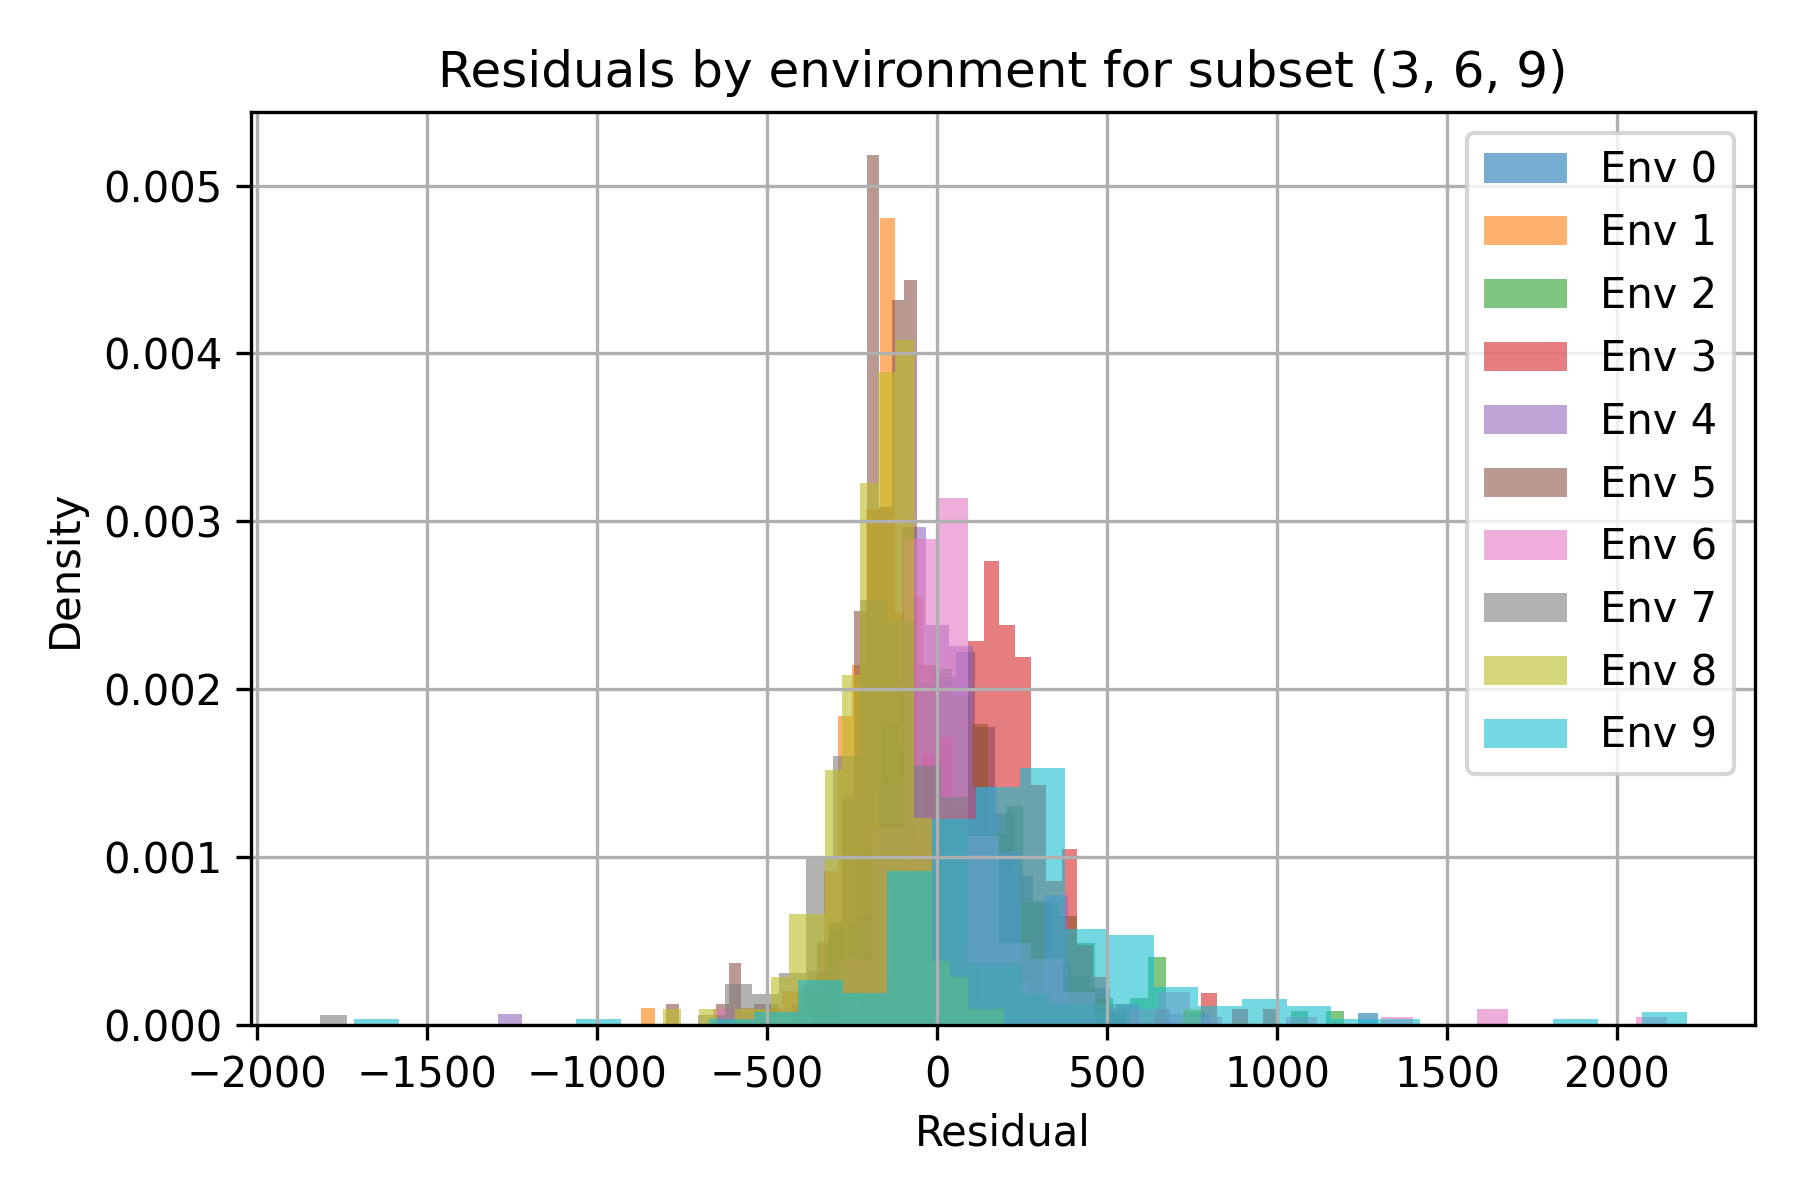 Residuals by environment for subset (3, 6, 9)
Density
0.005
0.004
0.003
0.002
0.001
0.000
−2000
−1500
−1000
−500
0
500
1000
1500
2000
Residual
Env 0
Env 1
Env 2
Env 3
Env 4
Env 5
Env 6
Env 7
Env 8
Env 9